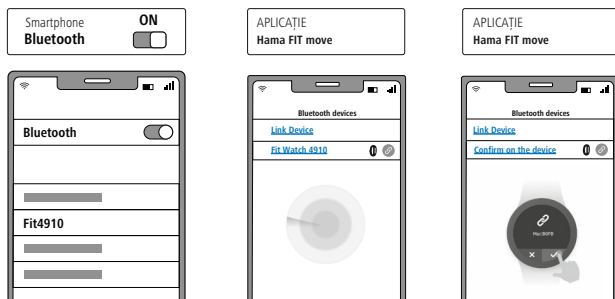 Smartphone
Bluetooth
ON
Bluetooth
Fit4910
APLICAȚIE
Hama FIT move
Bluetooth devices
Link Device
Fit Watch 4910
APLICAȚIE
Hama FIT move
Bluetooth devices
Link Device
Confirm on the device